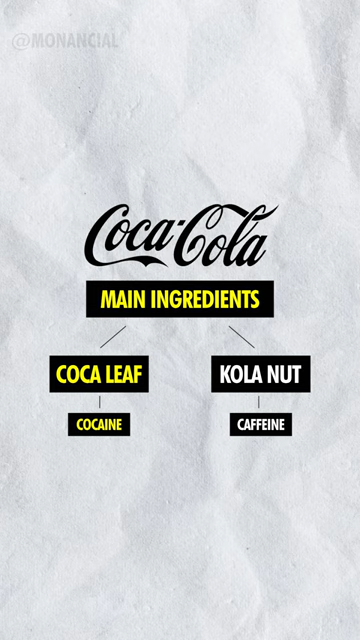 @MONANCIAL
Coca-Cola
MAIN INGREDIENTS
COCA LEAF
KOLA NUT
COCAINE
CAFFEINE